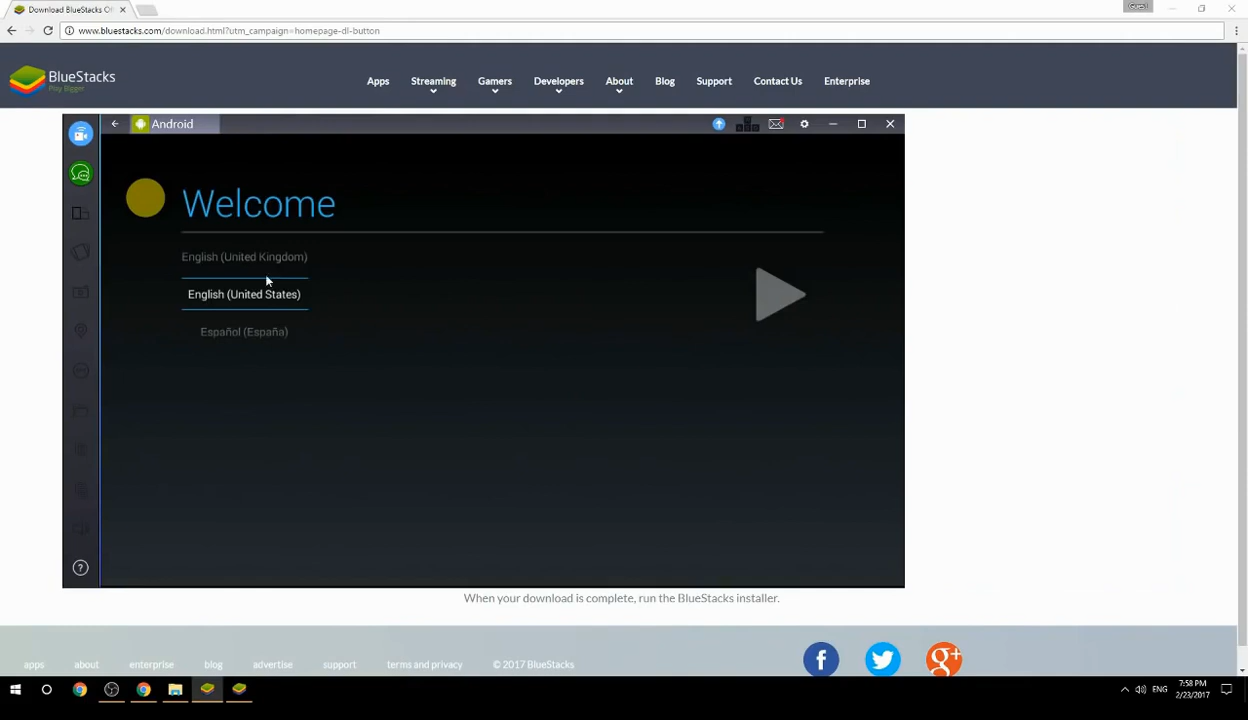 Download BlueStacks Of
Guest
www.bluestacks.com/download.html?utm_campaign=homepage-dl-button
BlueStacks
Play Bigger
Apps Streaming Gamers Developers About Blog Support Contact Us Enterprise
Android
Welcome
English (United Kingdom)
English (United States)
Español (España)
?
When your download is complete, run the BlueStacks installer.
apps about enterprise blog advertise support terms and privacy © 2017 BlueStacks
f
G+
ENG
7:58 PM
2/23/2017